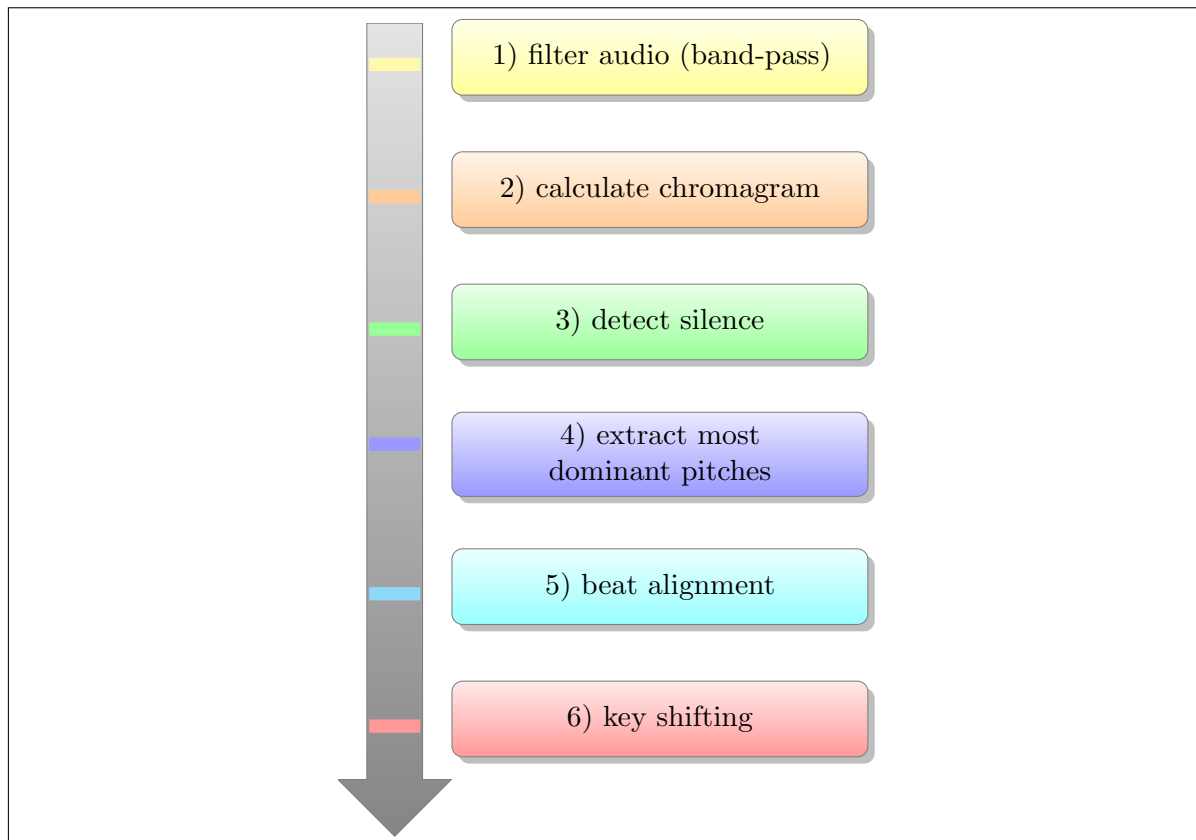 1) filter audio (band-pass)
2) calculate chromagram
3) detect silence
4) extract most
dominant pitches
5) beat alignment
6) key shifting